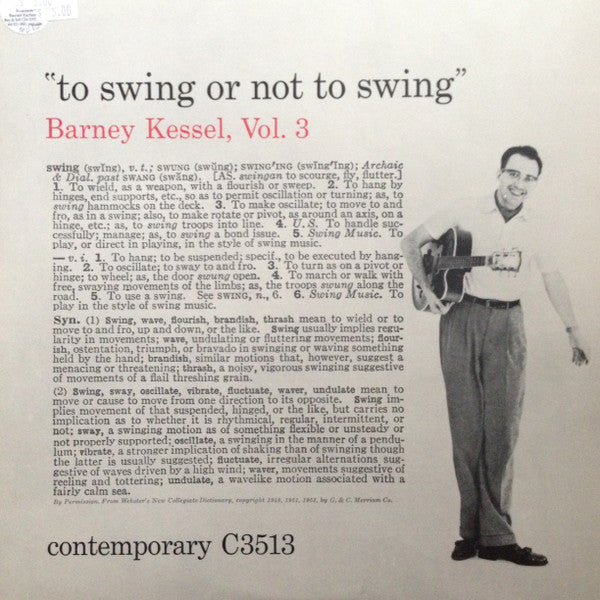 "to swing or not to swing"
Barney Kessel, Vol. 3
swing (swĭng), v. t.; SWUNG (swŭng); SWING'ING (swĭng'ĭng); Archaic
& Dial. past SWANG (swăng). [AS. swingan to scourge, fly, flutter.]
1. To wield, as a weapon, with a flourish or sweep. 2. To hang by
hinges, end supports, etc., so as to permit oscillation or turning; as, to
swing hammocks on the deck. 3. To make oscillate; to move to and
fro, as in a swing; also, to make rotate or pivot, as around an axis, on a
hinge, etc.; as, to swing troops into line. 4. U. S. To handle suc-
cessfully; manage; as, to swing a bond issue. 5. Swing Music. To
play, or direct in playing, in the style of swing music.
— v. i. 1. To hang; to be suspended; specif., to be executed by hang-
ing. 2. To oscillate; to sway to and fro. 3. To turn as on a pivot or
hinge; to wheel; as, the door swung open. 4. To march or walk with
free, swaying movements of the limbs; as, the troops swung along the
road. 5. To use a swing. See SWING, n., 6. 6. Swing Music. To
play in the style of swing music.
Syn. (1) Swing, wave, flourish, brandish, thrash mean to wield or to
move to and fro, up and down, or the like. Swing usually implies regu-
larity in movements; wave, undulating or fluttering movements; flour-
ish, ostentation, triumph, or bravado in swinging or waving something
held by the hand; brandish, similar motions that, however, suggest a
menacing or threatening; thrash, a noisy, vigorous swinging suggestive
of movements of a flail threshing grain.
(2) Swing, sway, oscillate, vibrate, fluctuate, waver, undulate mean to
move or cause to move from one direction to its opposite. Swing im-
plies movement of that suspended, hinged, or the like, but carries no
implication as to whether it is rhythmical, regular, intermittent, or
not; sway, a swinging motion as of something flexible or unsteady or
not properly supported; oscillate, a swinging in the manner of a pendu-
lum; vibrate, a stronger implication of shaking than of swinging though
the latter is usually suggested; fluctuate, irregular alternations sug-
gestive of waves driven by a high wind; waver, movements suggestive of
reeling and tottering; undulate, a wavelike motion associated with a
fairly calm sea.
By Permission. From Webster's New Collegiate Dictionary, copyright 1949, 1951, 1953, by G. & C. Merriam Co.
contemporary C3513